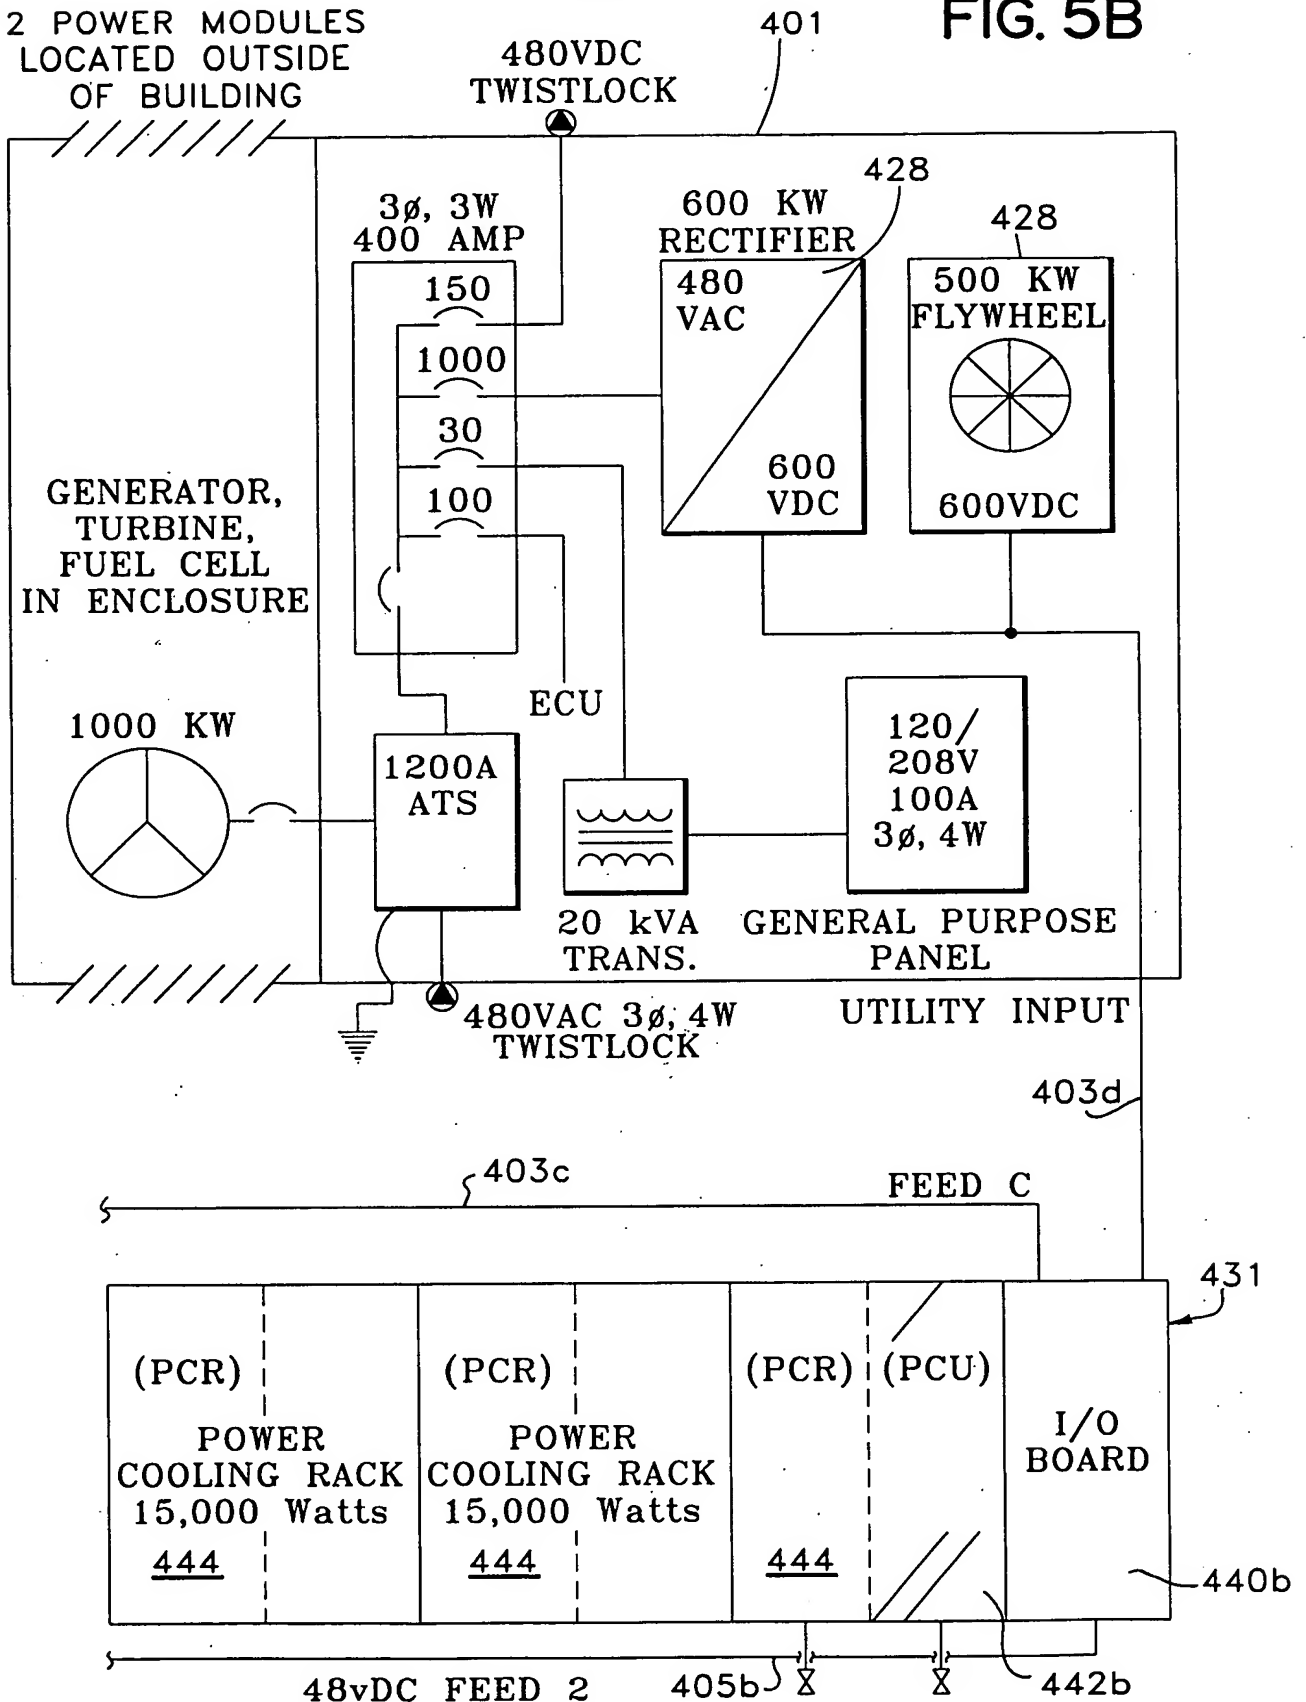 2 POWER MODULES
LOCATED OUTSIDE
OF BUILDING
FIG. 5B
401
480VDC
TWISTLOCK
428
3ø, 3W
400 AMP
600 KW
RECTIFIER
428
150
1000
30
100
480
VAC
600
VDC
500 KW
FLYWHEEL
600VDC
GENERATOR,
TURBINE,
FUEL CELL
IN ENCLOSURE
1000 KW
ECU
1200A
ATS
120/
208V
100A
3ø, 4W
20 kVA
TRANS.
GENERAL PURPOSE
PANEL
480VAC 3ø, 4W
TWISTLOCK
UTILITY INPUT
403d
403c
FEED C
431
(PCR)
POWER
COOLING RACK
15,000 Watts
444
(PCR)
POWER
COOLING RACK
15,000 Watts
444
(PCR)
444
(PCU)
I/O
BOARD
440b
48vDC FEED 2
405b
442b